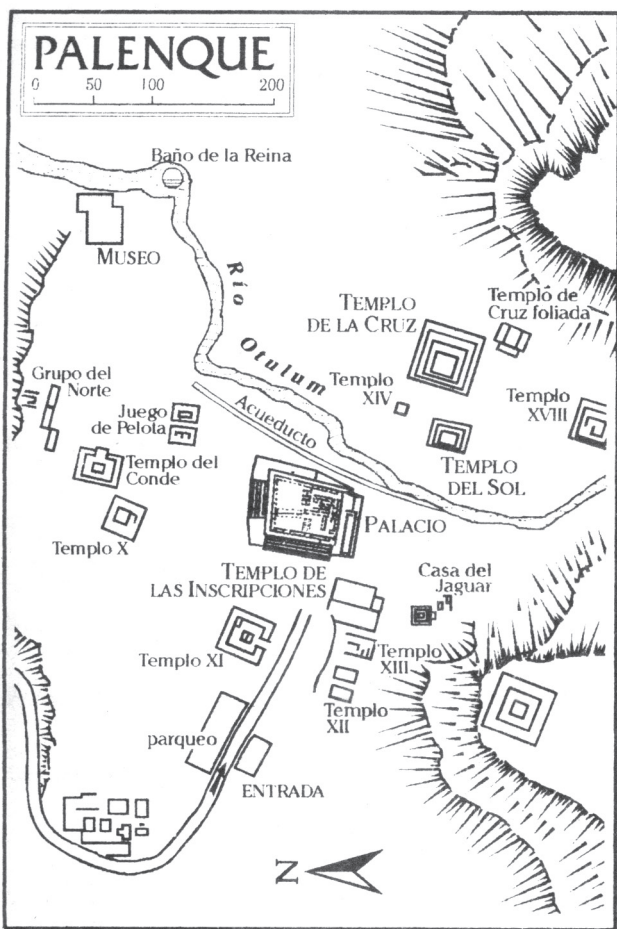 PALENQUE
0 50 100 200
Baño de la Reina
MUSEO
Río
Otulum
TEMPLO
DE LA CRUZ
Templo de
Cruz foliada
Grupo del
Norte
Juego
de Pelota
Acueducto
Templo
XIV
Templo
XVIII
Templo del
Conde
TEMPLO
DEL SOL
Templo X
PALACIO
TEMPLO DE
LAS INSCRIPCIONES
Casa del
Jaguar
Templo XI
Templo
XIII
Templo
XII
parqueo
ENTRADA
N